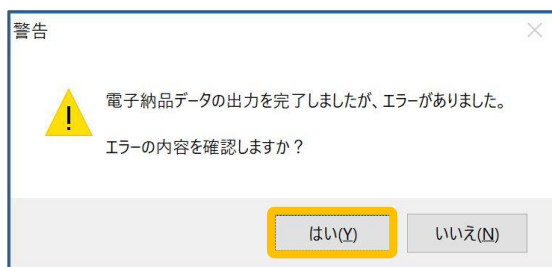 警告
電子納品データの出力を完了しましたが、エラーがありました。
エラーの内容を確認しますか？
はい(Y)
いいえ(N)